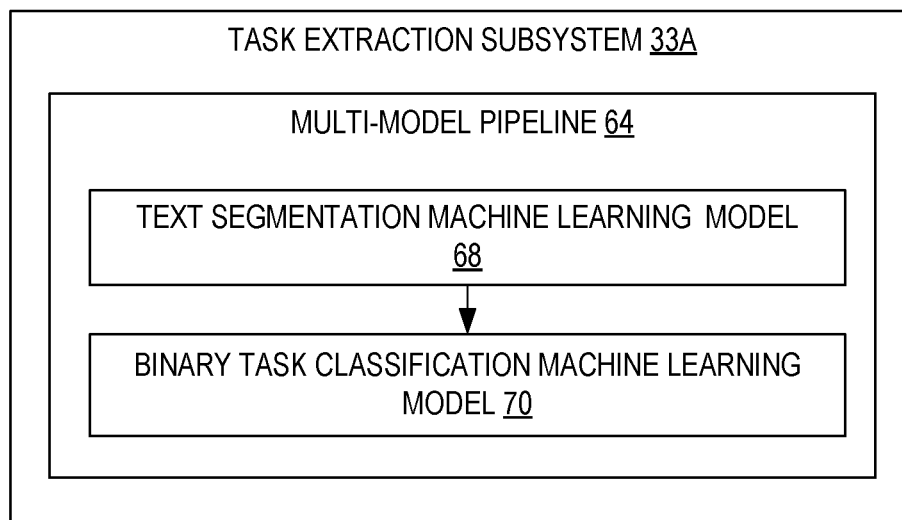 TASK EXTRACTION SUBSYSTEM 33A
MULTI-MODEL PIPELINE 64
TEXT SEGMENTATION MACHINE LEARNING MODEL
68
BINARY TASK CLASSIFICATION MACHINE LEARNING
MODEL 70